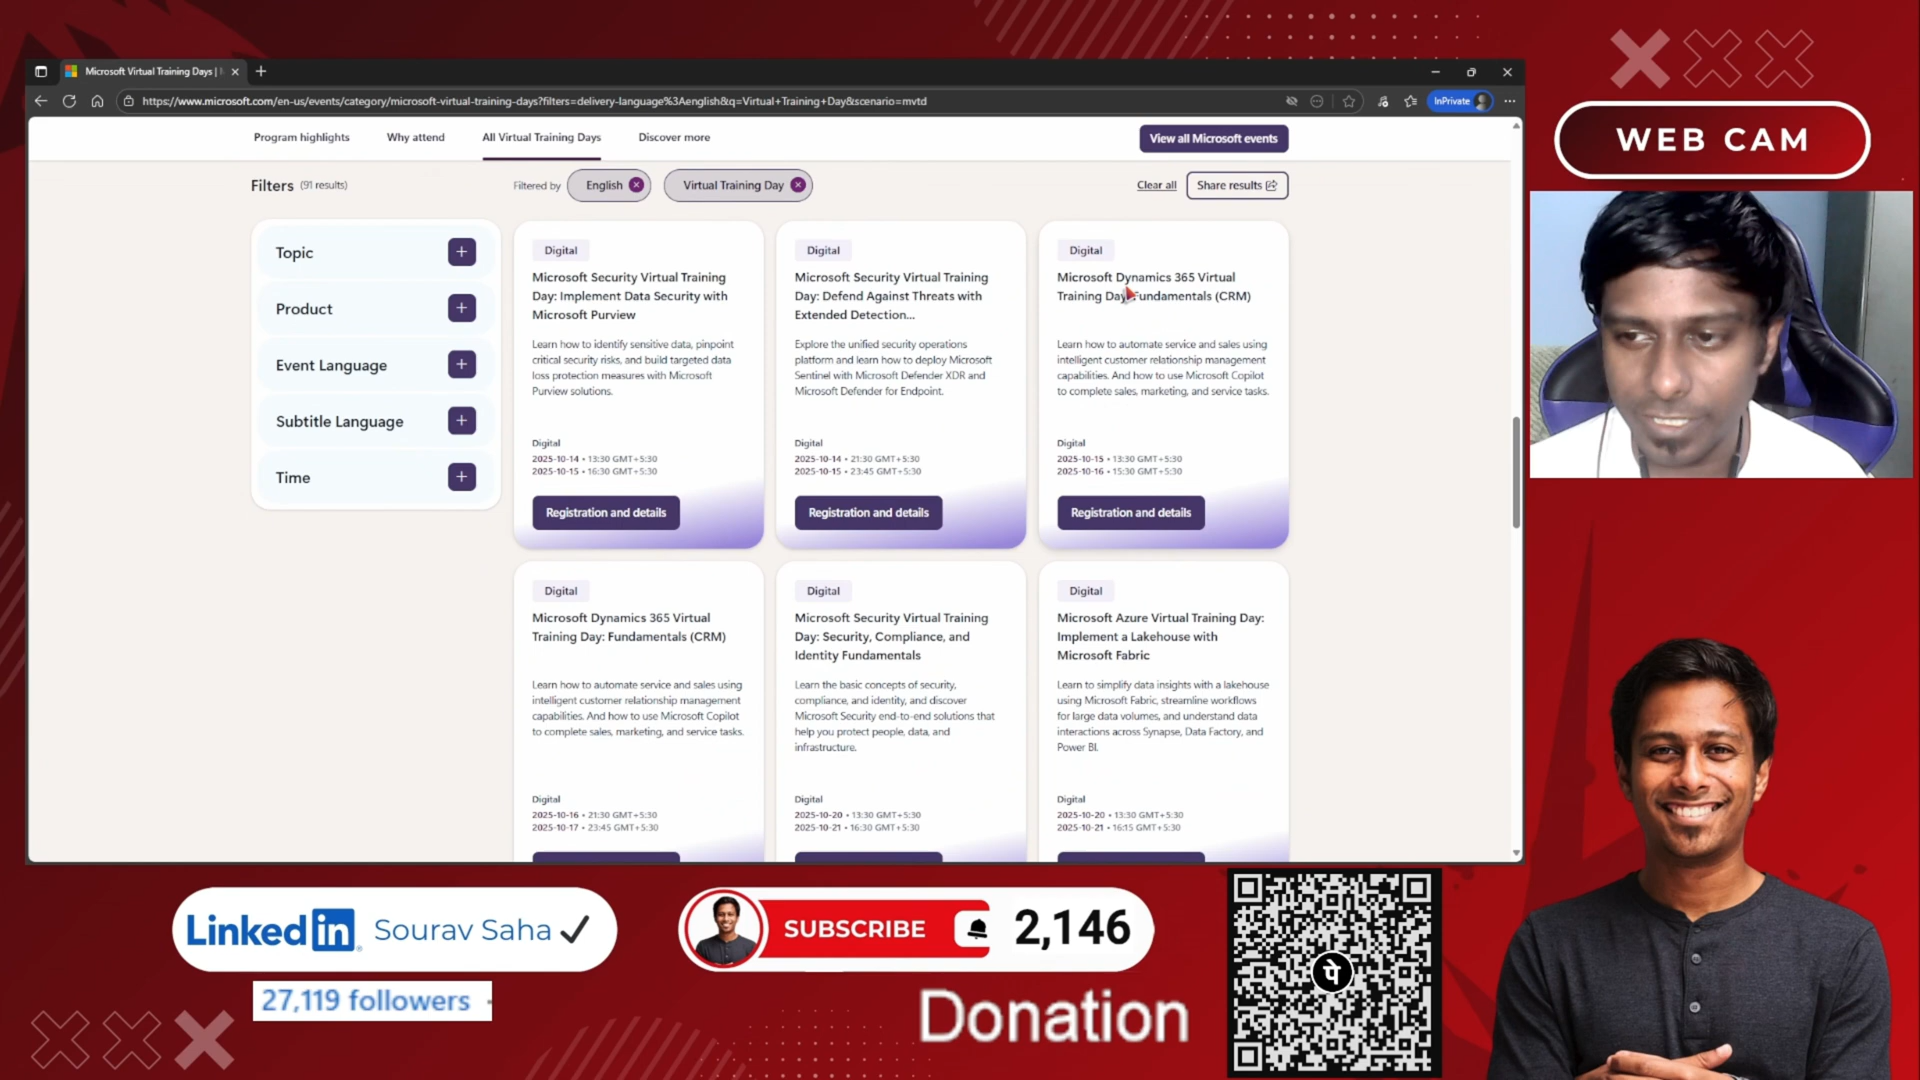 Microsoft Virtual Training Days |
https://www.microsoft.com/en-us/events/category/microsoft-virtual-training-days?filters=delivery-language%3Aenglish&q=Virtual+Training+Day&scenario=mvtd
InPrivate
Program highlights
Why attend
All Virtual Training Days
Discover more
View all Microsoft events
Filters (91 results)
Filtered by
English
Virtual Training Day
Clear all
Share results
Topic
Product
Event Language
Subtitle Language
Time
Digital
Microsoft Security Virtual Training
Day: Implement Data Security with
Microsoft Purview
Learn how to identify sensitive data, pinpoint
critical security risks, and build targeted data
loss protection measures with Microsoft
Purview solutions.
Digital
2025-10-14 • 13:30 GMT+5:30
2025-10-15 • 16:30 GMT+5:30
Registration and details
Digital
Microsoft Security Virtual Training
Day: Defend Against Threats with
Extended Detection...
Explore the unified security operations
platform and learn how to deploy Microsoft
Sentinel with Microsoft Defender XDR and
Microsoft Defender for Endpoint.
Digital
2025-10-14 • 21:30 GMT+5:30
2025-10-15 • 23:45 GMT+5:30
Registration and details
Digital
Microsoft Dynamics 365 Virtual
Training Day: Fundamentals (CRM)
Learn how to automate service and sales using
intelligent customer relationship management
capabilities. And how to use Microsoft Copilot
to complete sales, marketing, and service tasks.
Digital
2025-10-15 • 13:30 GMT+5:30
2025-10-16 • 15:30 GMT+5:30
Registration and details
Digital
Microsoft Dynamics 365 Virtual
Training Day: Fundamentals (CRM)
Learn how to automate service and sales using
intelligent customer relationship management
capabilities. And how to use Microsoft Copilot
to complete sales, marketing, and service tasks.
Digital
2025-10-16 • 21:30 GMT+5:30
2025-10-17 • 23:45 GMT+5:30
Digital
Microsoft Security Virtual Training
Day: Security, Compliance, and
Identity Fundamentals
Learn the basic concepts of security,
compliance, and identity, and discover
Microsoft Security end-to-end solutions that
help you protect people, data, and
infrastructure.
Digital
2025-10-20 • 13:30 GMT+5:30
2025-10-21 • 16:30 GMT+5:30
Digital
Microsoft Azure Virtual Training Day:
Implement a Lakehouse with
Microsoft Fabric
Learn to simplify data insights with a lakehouse
using Microsoft Fabric, streamline workflows
for large data volumes, and understand data
interactions across Synapse, Data Factory, and
Power BI.
Digital
2025-10-20 • 13:30 GMT+5:30
2025-10-21 • 16:15 GMT+5:30
WEB CAM
Linkedin Sourav Saha
27,119 followers
SUBSCRIBE
2,146
Donation
पे